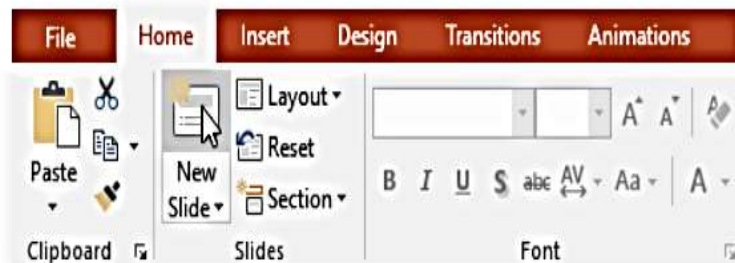 File Home Insert Design Transitions Animations
Layout
Reset
Paste
New
Slide
Section
B I U S abc AV Aa A
A A A
Clipboard Slides Font